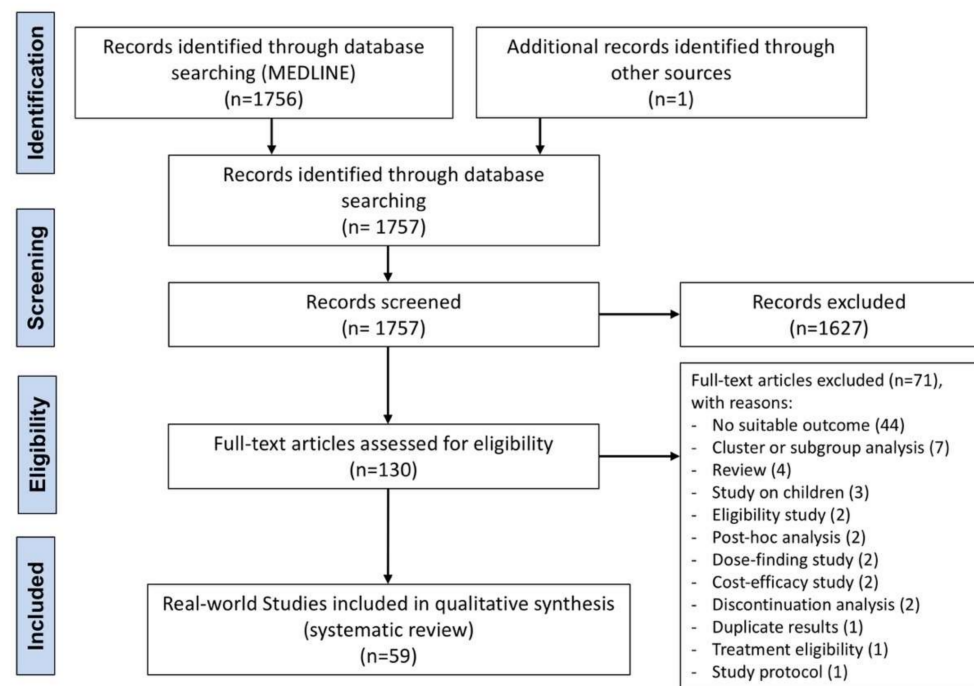 Identification
Records identified through database
searching (MEDLINE)
(n=1756)
Additional records identified through
other sources
(n=1)
Records identified through database
searching
(n= 1757)
Screening
Records screened
(n= 1757)
Records excluded
(n=1627)
Eligibility
Full-text articles assessed for eligibility
(n=130)
Full-text articles excluded (n=71),
with reasons:
- No suitable outcome (44)
- Cluster or subgroup analysis (7)
- Review (4)
- Study on children (3)
- Eligibility study (2)
- Post-hoc analysis (2)
- Dose-finding study (2)
- Cost-efficacy study (2)
- Discontinuation analysis (2)
- Duplicate results (1)
- Treatment eligibility (1)
- Study protocol (1)
Included
Real-world Studies included in qualitative synthesis
(systematic review)
(n=59)